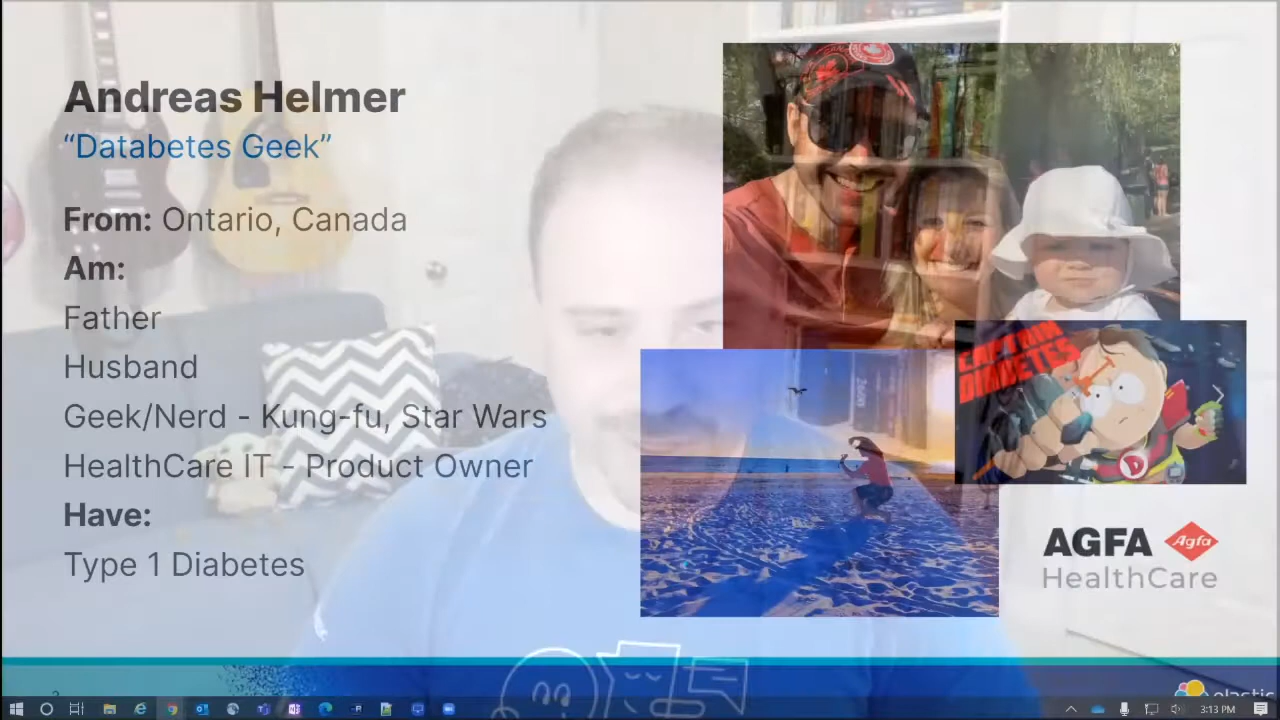 Andreas Helmer
“Databetes Geek”
From: Ontario, Canada
Am:
Father
Husband
Geek/Nerd - Kung-fu, Star Wars
HealthCare IT - Product Owner
Have:
Type 1 Diabetes
CAPTAIN DIABETES
AGFA Agfa
HealthCare
elastic
3:13 PM